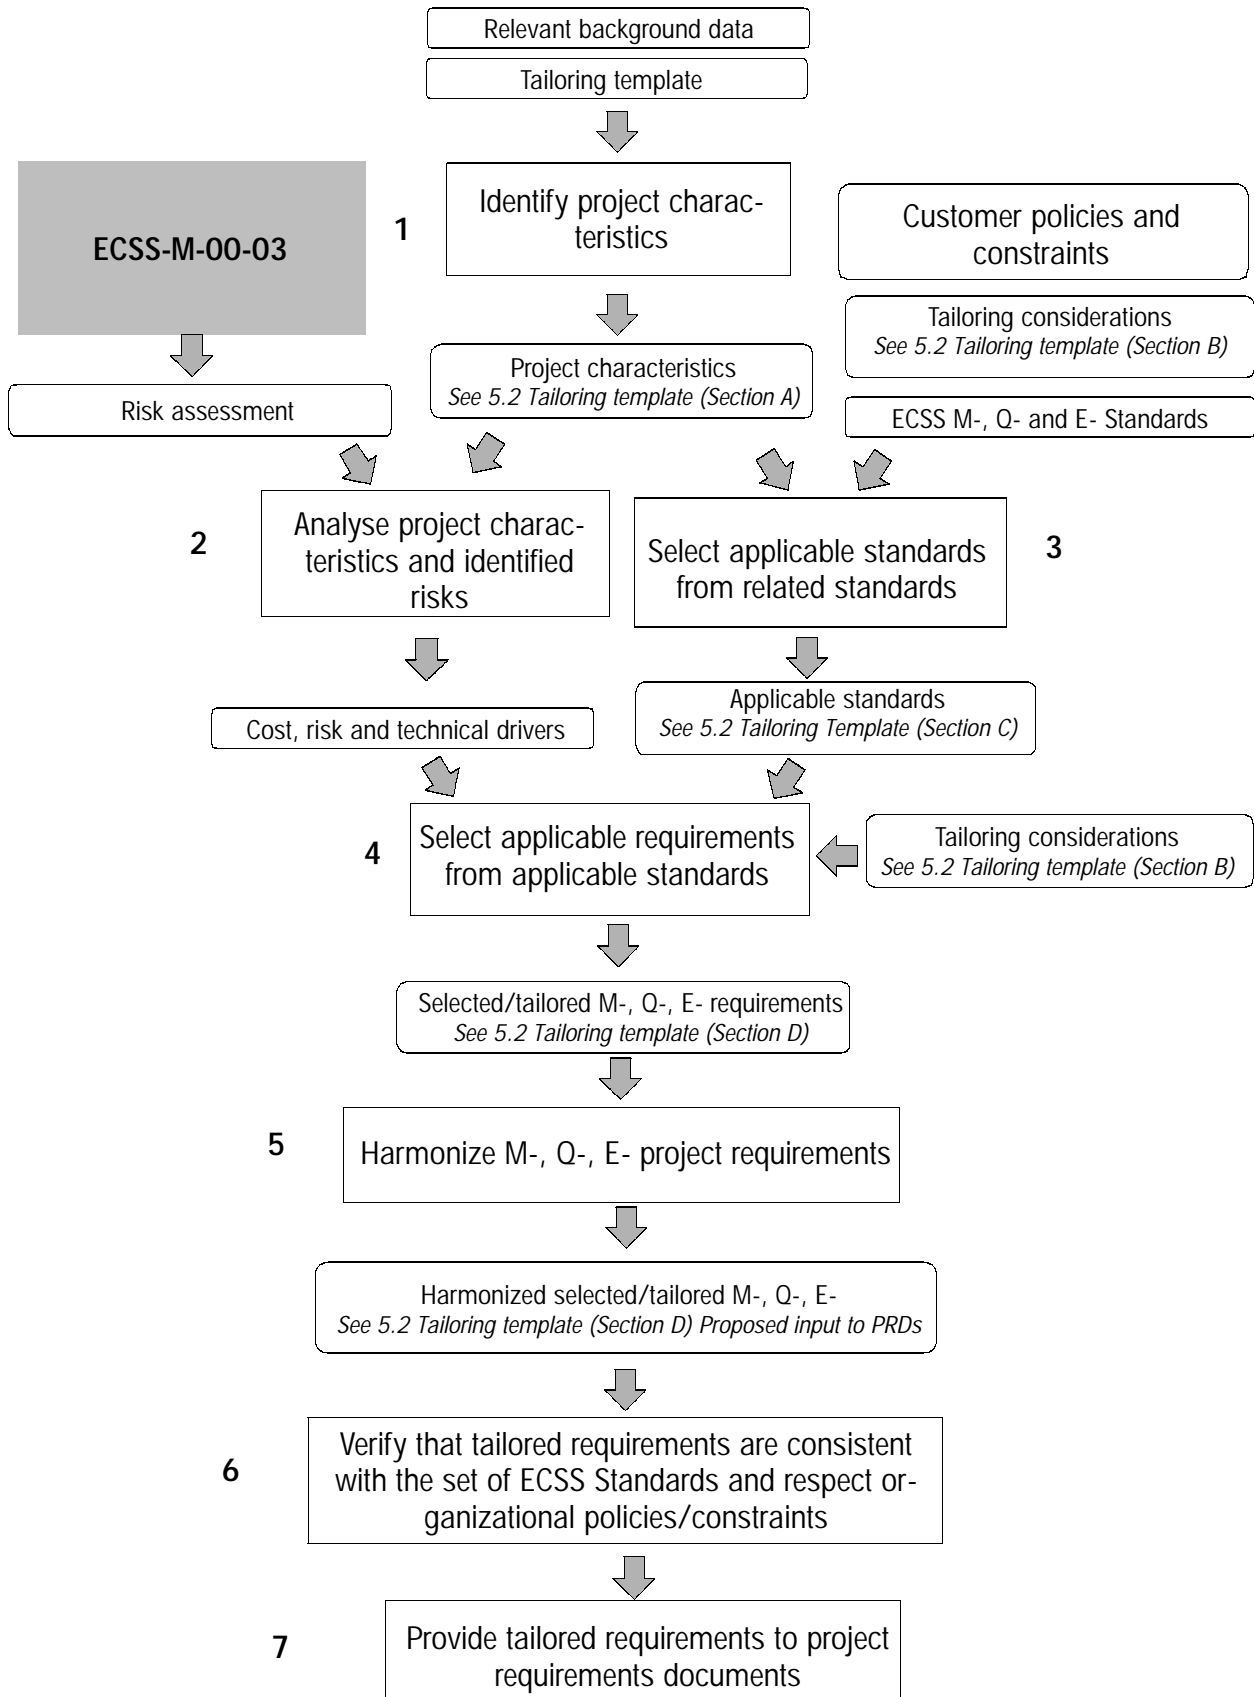 Relevant background data
Tailoring template
1
Identify project charac-
teristics
ECSS-M-00-03
Customer policies and
constraints
Tailoring considerations
See 5.2 Tailoring template (Section B)
Project characteristics
See 5.2 Tailoring template (Section A)
Risk assessment
ECSS M-, Q- and E- Standards
2
Analyse project charac-
teristics and identified
risks
Select applicable standards
from related standards
3
Cost, risk and technical drivers
Applicable standards
See 5.2 Tailoring Template (Section C)
4
Select applicable requirements
from applicable standards
Tailoring considerations
See 5.2 Tailoring template (Section B)
Selected/tailored M-, Q-, E- requirements
See 5.2 Tailoring template (Section D)
5
Harmonize M-, Q-, E- project requirements
Harmonized selected/tailored M-, Q-, E-
See 5.2 Tailoring template (Section D) Proposed input to PRDs
6
Verify that tailored requirements are consistent
with the set of ECSS Standards and respect or-
ganizational policies/constraints
7
Provide tailored requirements to project
requirements documents